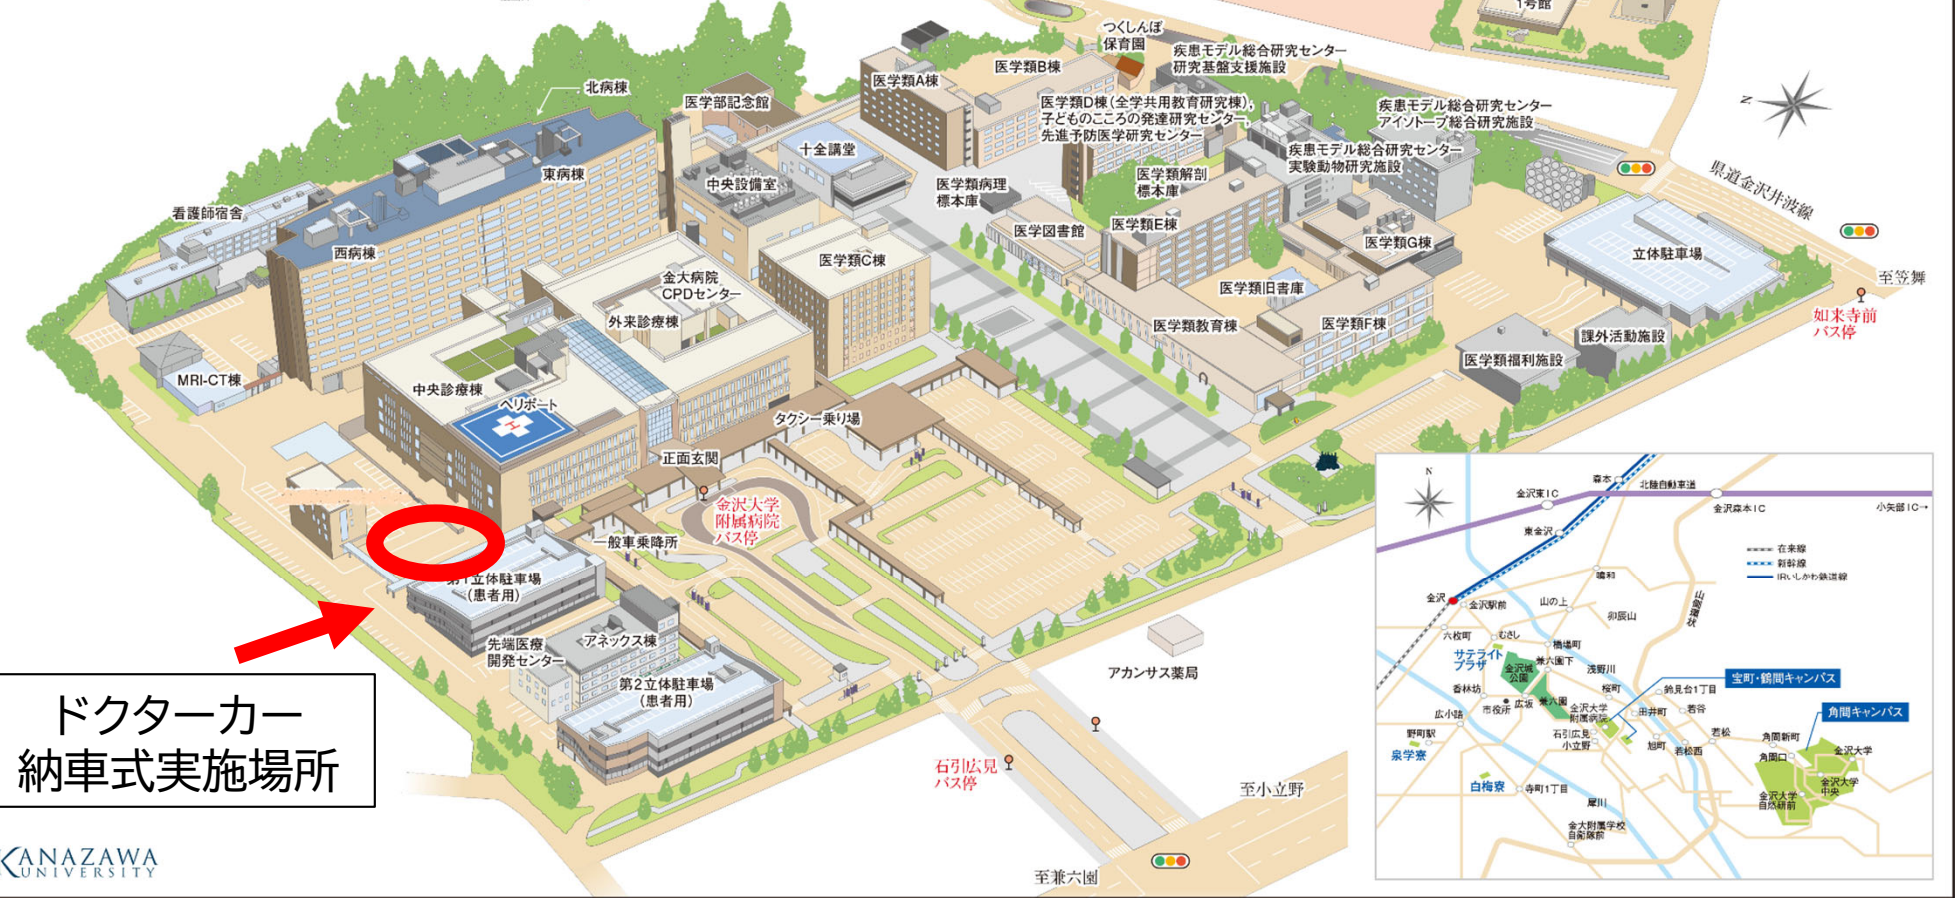 1号館
つくしんぼ
保育園
疾患モデル総合研究センター
研究基盤支援施設
医学類B棟
医学類A棟
北病棟
医学部記念館
医学類D棟(全学共用教育研究棟),
子どものこころの発達研究センター,
先進予防医学研究センター
疾患モデル総合研究センター
アイソトープ総合研究施設
N
十全講堂
疾患モデル総合研究センター
実験動物研究施設
県道金沢井波線
東病棟
中央設備室
医学類病理
標本庫
医学類解剖
標本庫
看護師宿舎
西病棟
医学図書館
医学類E棟
医学類G棟
立体駐車場
医学類C棟
金大病院
CPDセンター
外来診療棟
医学類旧書庫
至笠舞
如来寺前
バス停
医学類教育棟
医学類F棟
課外活動施設
医学類福利施設
MRI-CT棟
中央診療棟
ヘリポート
H
タクシー乗り場
正面玄関
金沢大学
附属病院
バス停
一般車乗降所
第1立体駐車場
(患者用)
先端医療
開発センター
アネックス棟
第2立体駐車場
(患者用)
アカンサス薬局
石引広見
バス停
至小立野
至兼六園
ドクターカー
納車式実施場所
KANAZAWA
UNIVERSITY
N
森本
北陸自動車道
金沢東IC
金沢森本IC
小矢部IC→
東金沢
在来線
新幹線
IRいしかわ鉄道線
鳴和
金沢
金沢駅前
山の上
卯辰山
山側環状
六枚町
むさし
橋場町
サテライト
プラザ
金沢城
公園
兼六園下
浅野川
宝町・鶴間キャンパス
香林坊
市役所
広坂
兼六園
桜町
鈴見台1丁目
広小路
金沢大学
附属病院
田井町
若谷
角間キャンパス
野町駅
石引広見
小立野
旭町
若松
若松西
角間新町
角間口
金沢大学
泉学寮
金沢大学
中央
金沢大学
自然研前
白梅寮
寺町1丁目
犀川
金大附属学校
自衛隊前